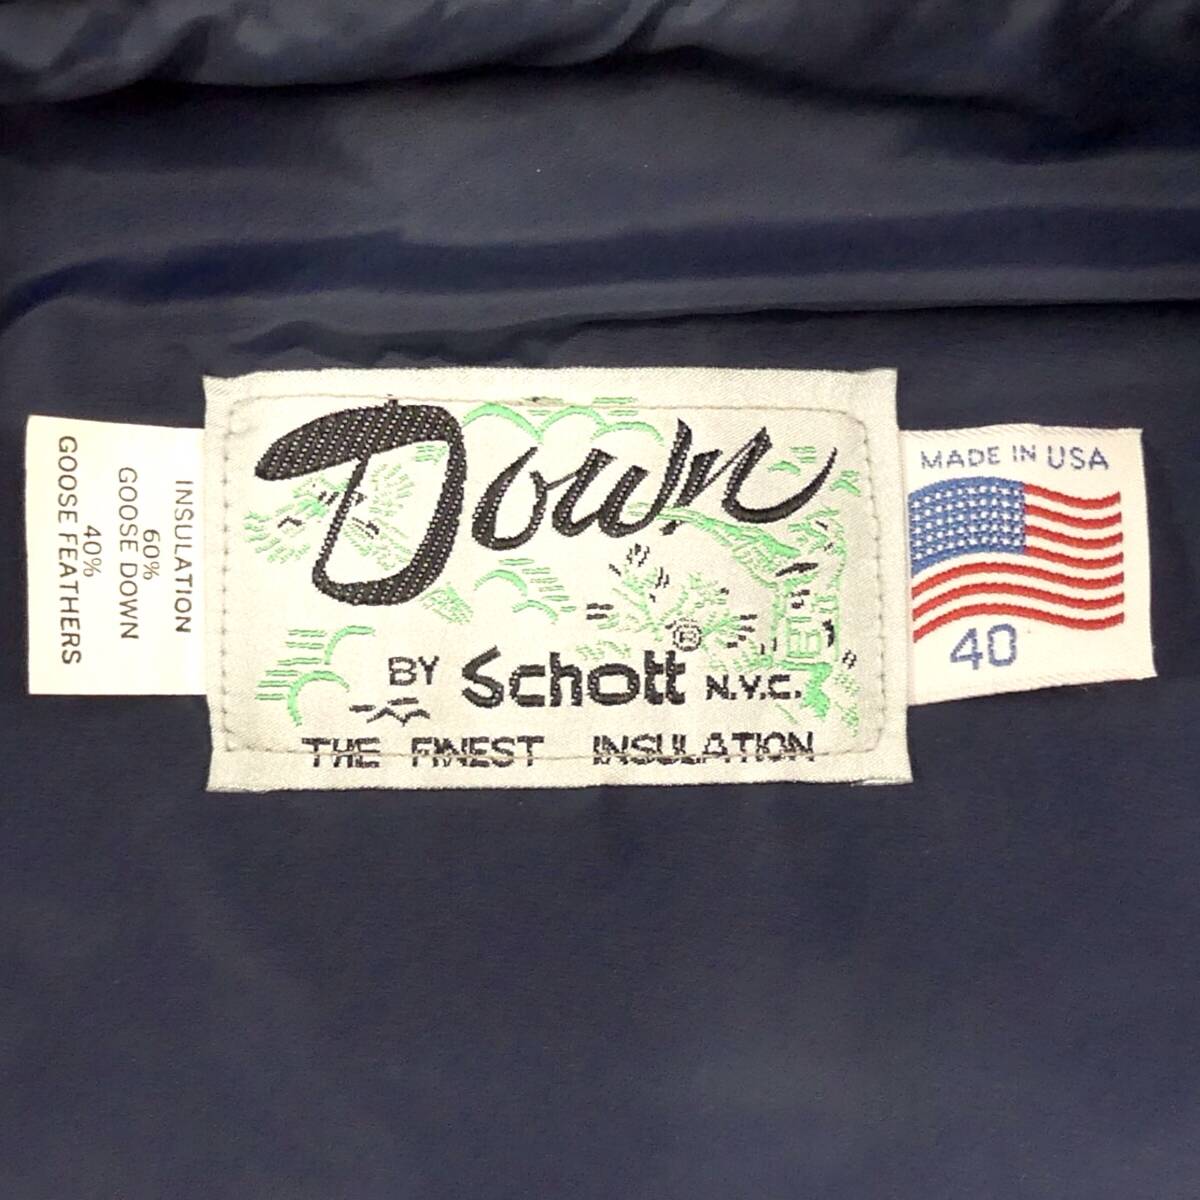 INSULATION
60%
GOOSE DOWN
40%
GOOSE FEATHERS
Down
BY Schott® N.Y.C.
THE FINEST INSULATION
MADE IN USA
40